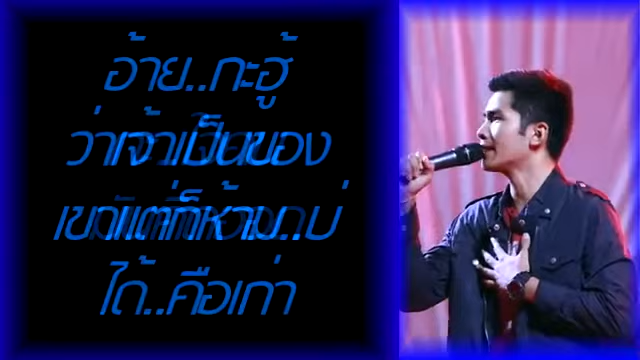 อ้าย..กะฮู้
ว่าเจ้าเป็นของ
เขาแต่ก็ห้าม..บ่
ได้..คือเก่า